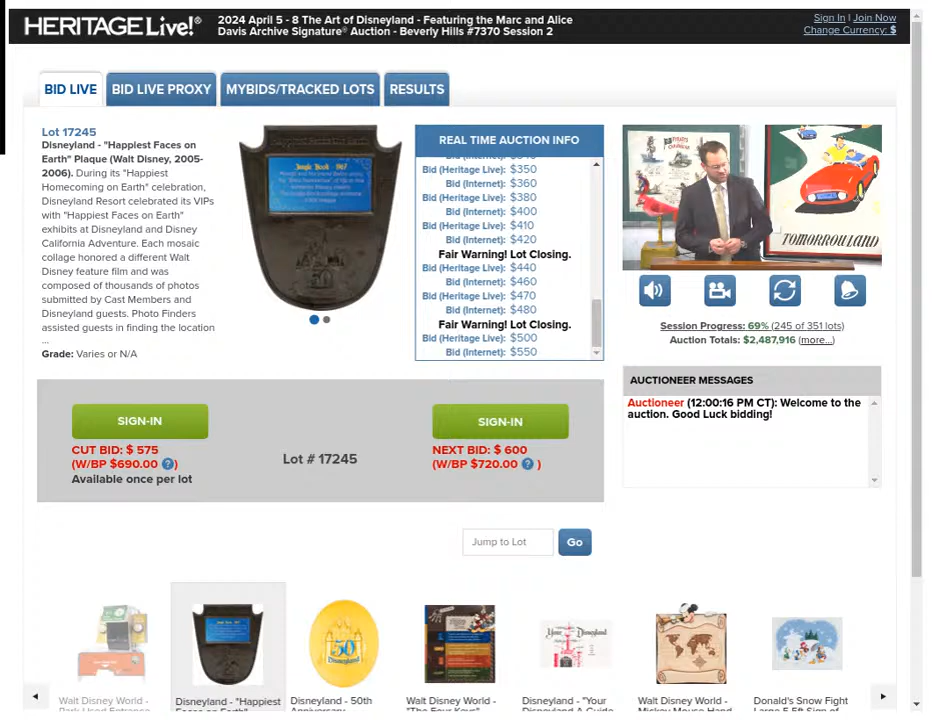 HERITAGE Live!®
2024 April 5 - 8 The Art of Disneyland - Featuring the Marc and Alice
Davis Archive Signature® Auction - Beverly Hills #7370 Session 2
Sign In | Join Now
Change Currency: $
BID LIVE
BID LIVE PROXY
MYBIDS/TRACKED LOTS
RESULTS
Lot 17245
Disneyland - "Happiest Faces on
Earth" Plaque (Walt Disney, 2005-
2006). During its "Happiest
Homecoming on Earth" celebration,
Disneyland Resort celebrated its VIPs
with "Happiest Faces on Earth"
exhibits at Disneyland and Disney
California Adventure. Each mosaic
collage honored a different Walt
Disney feature film and was
composed of thousands of photos
submitted by Cast Members and
Disneyland guests. Photo Finders
assisted guests in finding the location
...
Grade: Varies or N/A
Jungle Book 1967
50
REAL TIME AUCTION INFO
Bid (Heritage Live): $350
Bid (Internet): $360
Bid (Heritage Live): $380
Bid (Internet): $400
Bid (Heritage Live): $410
Bid (Internet): $420
Fair Warning! Lot Closing.
Bid (Heritage Live): $440
Bid (Internet): $460
Bid (Heritage Live): $470
Bid (Internet): $480
Fair Warning! Lot Closing.
Bid (Heritage Live): $500
Bid (Internet): $550
TOMORROWLAND
Session Progress: 69% (245 of 351 lots)
Auction Totals: $2,487,916 (more...)
AUCTIONEER MESSAGES
Auctioneer (12:00:16 PM CT): Welcome to the
auction. Good Luck bidding!
SIGN-IN
CUT BID: $ 575
(W/BP $690.00 ? )
Available once per lot
Lot # 17245
SIGN-IN
NEXT BID: $ 600
(W/BP $720.00 ? )
Jump to Lot
Go
50
Disneyland
Your Disneyland
Walt Disney World -
Park Used Entrance
Disneyland - "Happiest
Faces on Earth"
Disneyland - 50th
Anniversary
Walt Disney World -
"The Four Keys"
Disneyland - "Your
Disneyland A Guide
Walt Disney World -
Mickey Mouse Hand
Donald's Snow Fight
Large 5.5ft Sign of